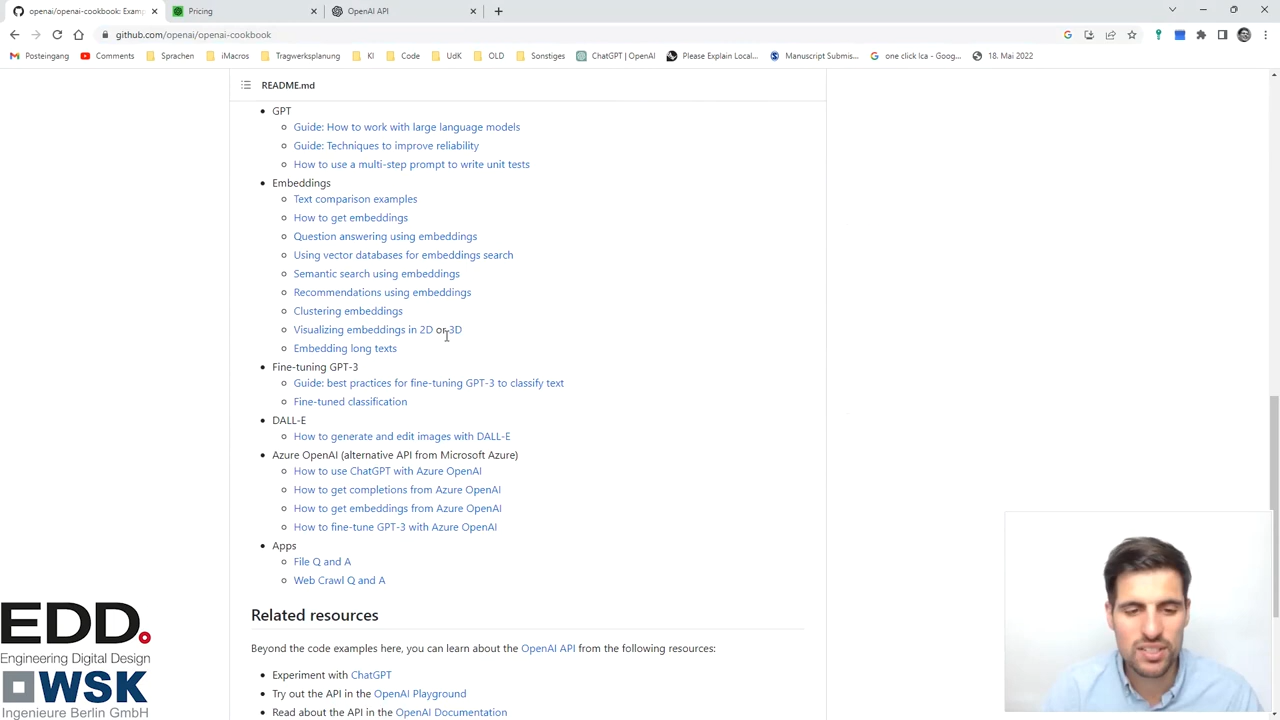 openai/openai-cookbook: Examp
Pricing
OpenAI API
github.com/openai/openai-cookbook
Posteingang
Comments
Sprachen
iMacros
Tragwerksplanung
KI
Code
UdK
OLD
Sonstiges
ChatGPT | OpenAI
Please Explain Local...
Manuscript Submis...
one click lca - Goog...
18. Mai 2022
README.md
GPT
Guide: How to work with large language models
Guide: Techniques to improve reliability
How to use a multi-step prompt to write unit tests
Embeddings
Text comparison examples
How to get embeddings
Question answering using embeddings
Using vector databases for embeddings search
Semantic search using embeddings
Recommendations using embeddings
Clustering embeddings
Visualizing embeddings in 2D or 3D
Embedding long texts
Fine-tuning GPT-3
Guide: best practices for fine-tuning GPT-3 to classify text
Fine-tuned classification
DALL-E
How to generate and edit images with DALL-E
Azure OpenAI (alternative API from Microsoft Azure)
How to use ChatGPT with Azure OpenAI
How to get completions from Azure OpenAI
How to get embeddings from Azure OpenAI
How to fine-tune GPT-3 with Azure OpenAI
Apps
File Q and A
Web Crawl Q and A
Related resources
Beyond the code examples here, you can learn about the OpenAI API from the following resources:
Experiment with ChatGPT
Try out the API in the OpenAI Playground
Read about the API in the OpenAI Documentation
EDD.
Engineering Digital Design
WSK
Ingenieure Berlin GmbH